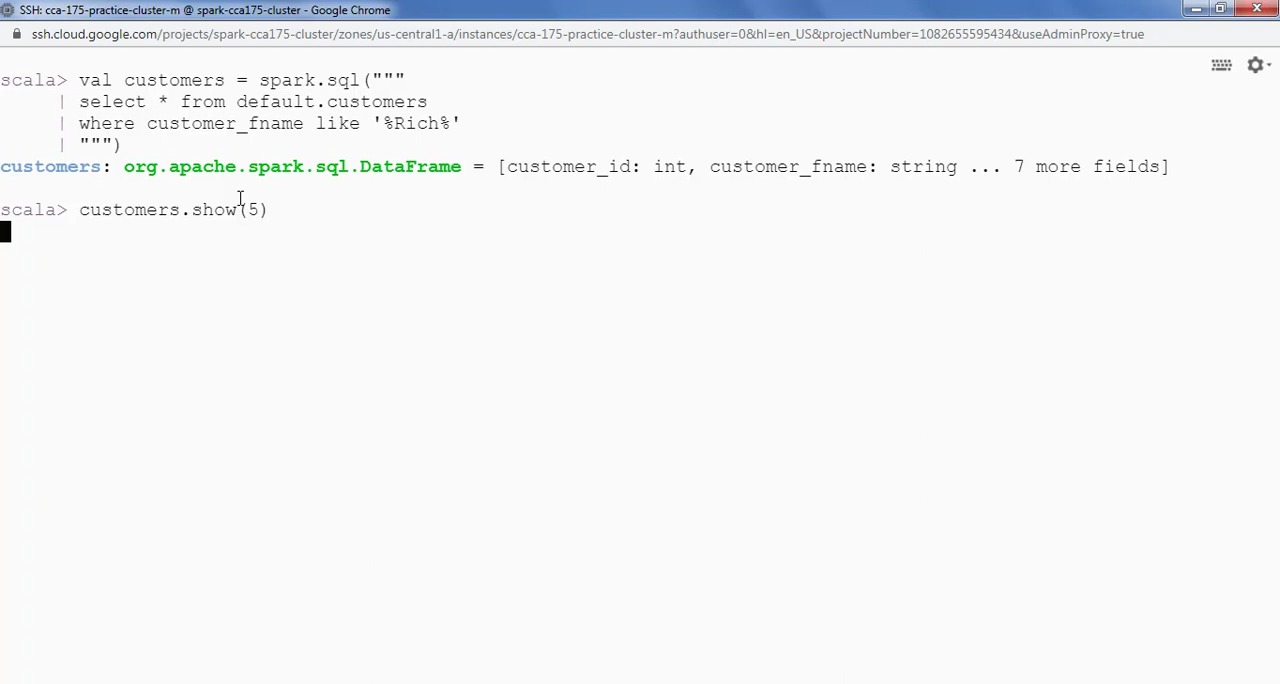 SSH: cca-175-practice-cluster-m @ spark-cca175-cluster - Google Chrome
ssh.cloud.google.com/projects/spark-cca175-cluster/zones/us-central1-a/instances/cca-175-practice-cluster-m?authuser=0&hl=en_US&projectNumber=1082655595434&useAdminProxy=true
scala> val customers = spark.sql("""
| select * from default.customers
| where customer_fname like '%Rich%'
| """)
customers: org.apache.spark.sql.DataFrame = [customer_id: int, customer_fname: string ... 7 more fields]
scala> customers.show(5)